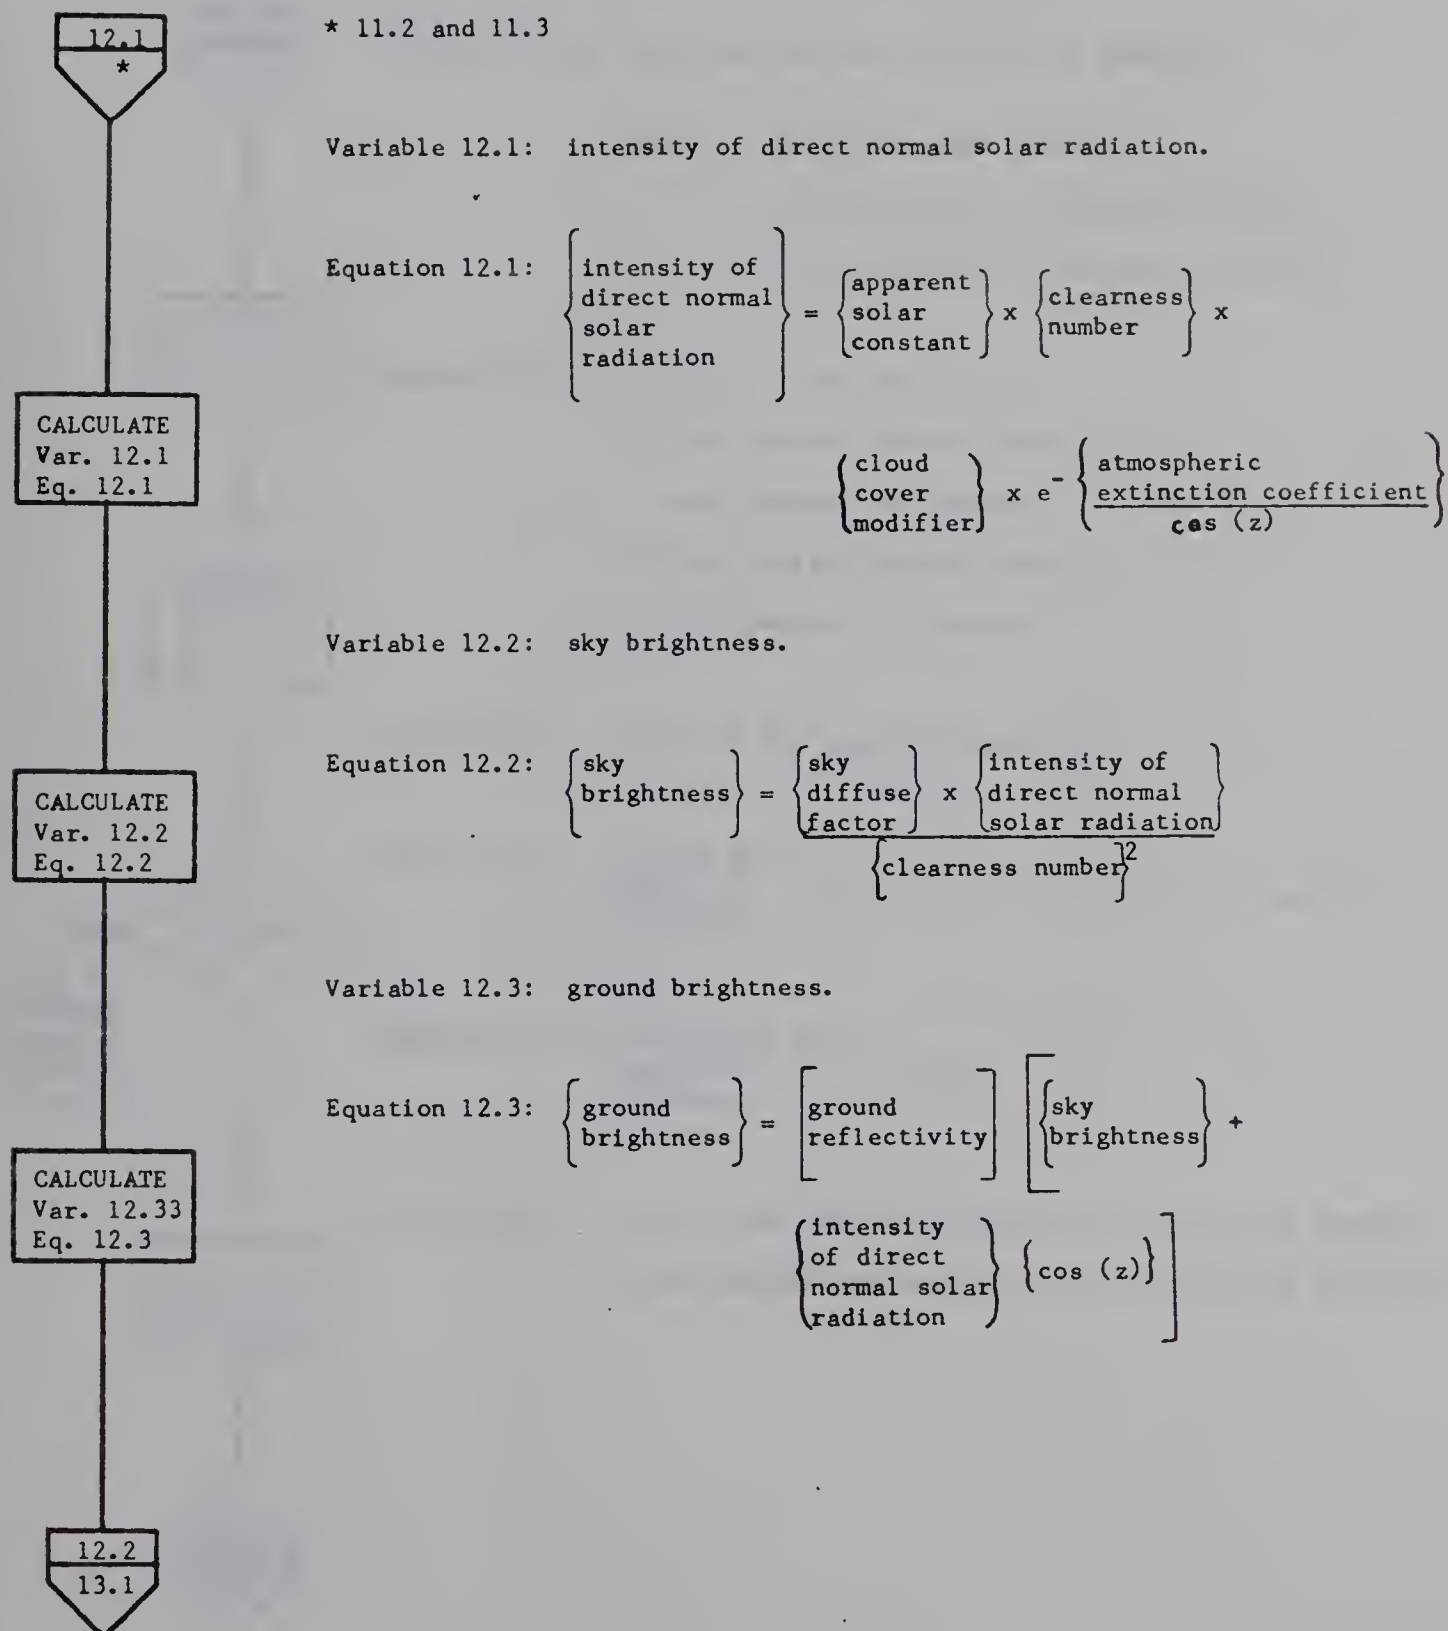 12.1
*
* 11.2 and 11.3
Variable 12.1: intensity of direct normal solar radiation.
Equation 12.1: {intensity of direct normal solar radiation} = {apparent solar constant} x {clearness number} x
{cloud cover modifier} x e- {atmospheric extinction coefficient / cos (z)}
CALCULATE
Var. 12.1
Eq. 12.1
Variable 12.2: sky brightness.
Equation 12.2: {sky brightness} = {sky diffuse factor} x {intensity of direct normal solar radiation}
{clearness number}2
CALCULATE
Var. 12.2
Eq. 12.2
Variable 12.3: ground brightness.
Equation 12.3: {ground brightness} = [ground reflectivity] [{sky brightness} +
{intensity of direct normal solar radiation} {cos (z)}]
CALCULATE
Var. 12.33
Eq. 12.3
12.2
13.1